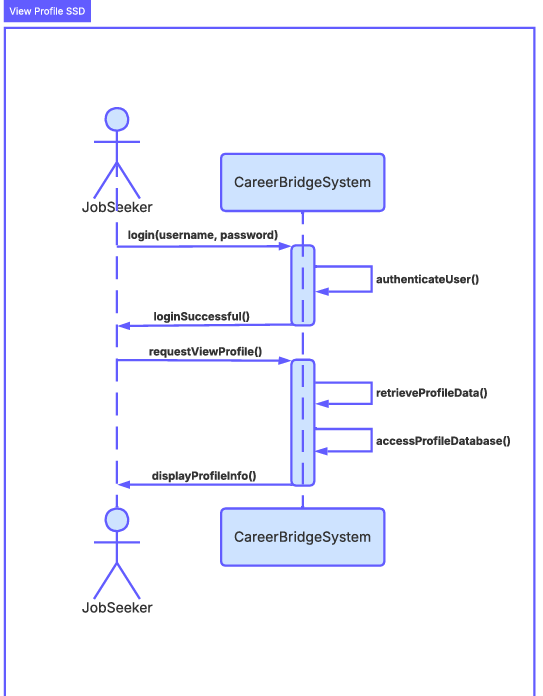 View Profile SSD
JobSeeker
CareerBridgeSystem
login(username, password)
authenticateUser()
loginSuccessful()
requestViewProfile()
retrieveProfileData()
accessProfileDatabase()
displayProfileInfo()
JobSeeker
CareerBridgeSystem